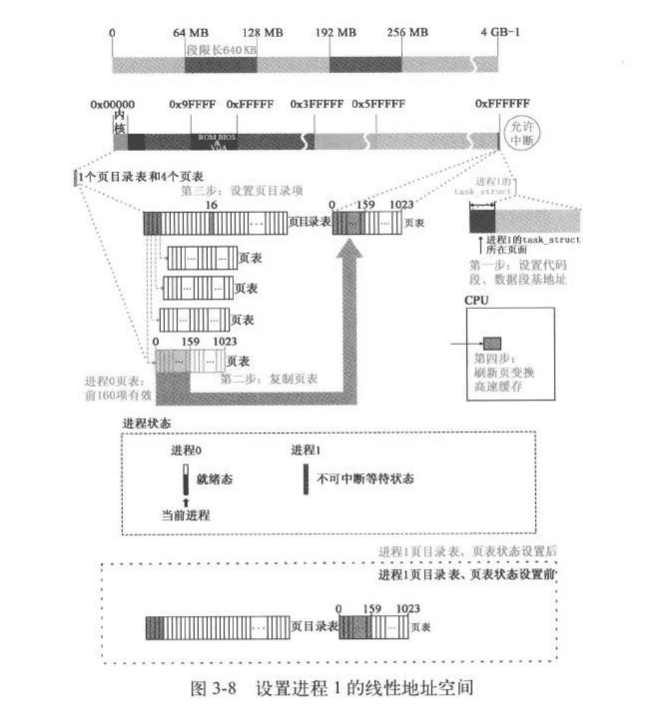 0 64 MB 128 MB 192 MB 256 MB 4 GB-1
段限长640 KB
0x00000 0x9FFFF 0xFFFFF 0x3FFFFF 0x5FFFFF 0xFFFFFF
内核
ROM BIOS
VGA
允许中断
1个页目录表和4个页表
第三步：设置页目录项
进程1的
task_struct
16 0 159 1023
页目录表
页表
进程1的task_struct
所在页面
页表
第一步：设置代码
段、数据段基地址
页表
CPU
页表
0 159 1023
页表
第四步：
刷新页变换
高速缓存
进程0页表：
前160项有效
第二步：复制页表
进程状态
进程0 进程1
就绪态 不可中断等待状态
当前进程
进程1页目录表、页表状态设置后
进程1页目录表、页表状态设置前
0 159 1023
页目录表 页表
图 3-8 设置进程 1 的线性地址空间